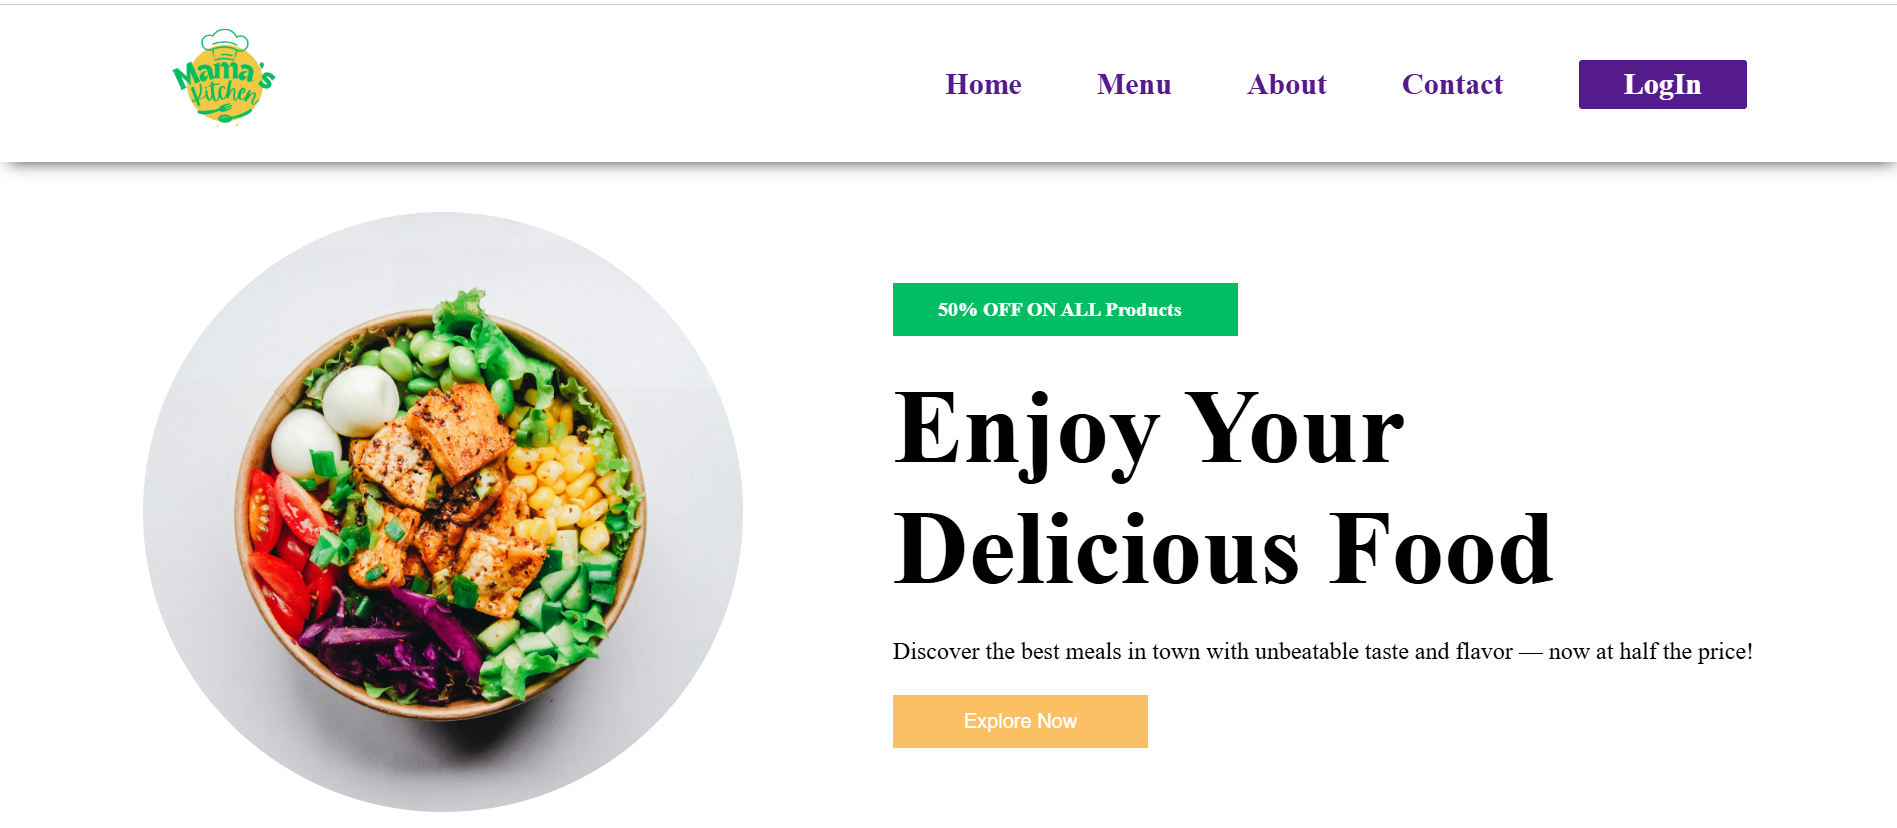 Mama's
Kitchen
Home Menu About Contact LogIn
50% OFF ON ALL Products
Enjoy Your
Delicious Food
Discover the best meals in town with unbeatable taste and flavor — now at half the price!
Explore Now